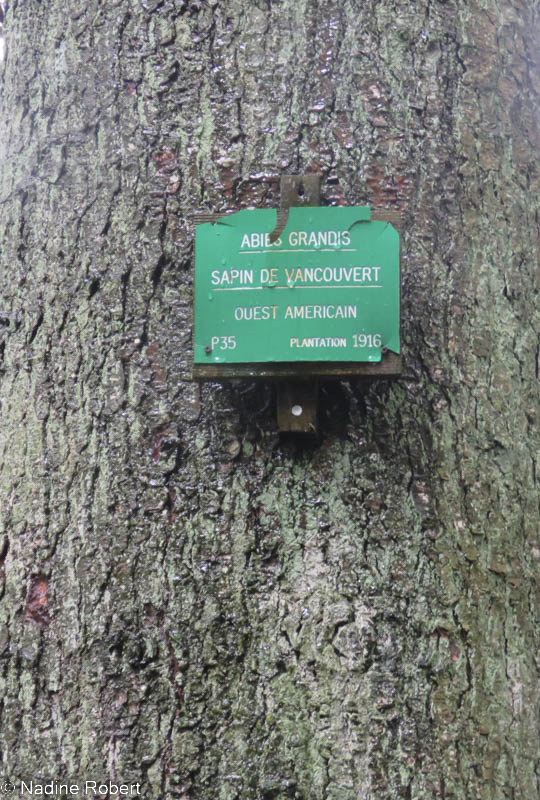 ABIES GRANDIS
SAPIN DE VANCOUVERT
OUEST AMERICAIN
P35 PLANTATION 1916
© Nadine Robert